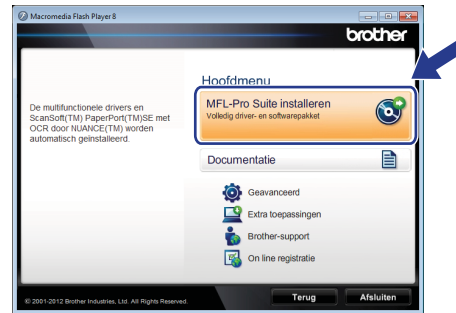 Macromedia Flash Player 8
brother
Hoofdmenu
De multifunctionele drivers en
ScanSoft(TM) PaperPort(TM)SE met
OCR door NUANCE(TM) worden
automatisch geïnstalleerd.
MFL-Pro Suite installeren
Volledig driver- en softwarepakket
Documentatie
Geavanceerd
Extra toepassingen
Brother-support
On line registratie
© 2001-2012 Brother Industries, Ltd. All Rights Reserved.
Terug
Afsluiten